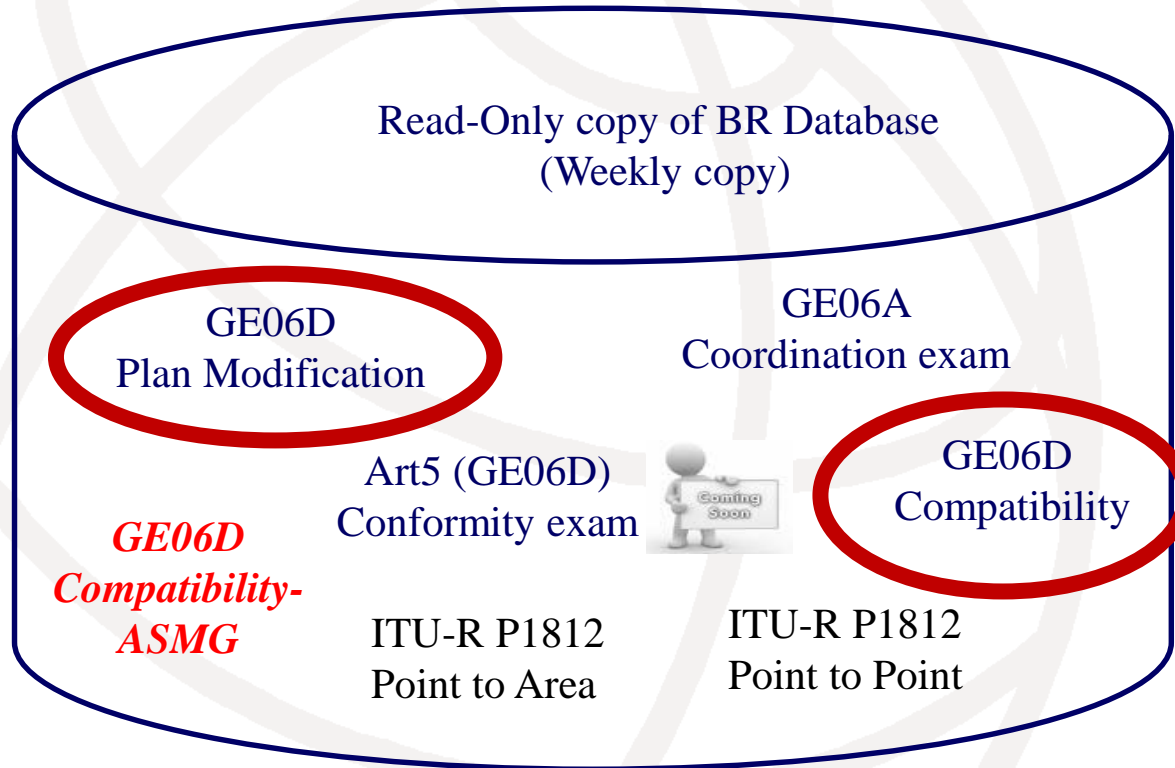 Read-Only copy of BR Database
(Weekly copy)
GE06D
Plan Modification
GE06A
Coordination exam
Art5 (GE06D)
Conformity exam
Coming
Soon
GE06D
Compatibility
GE06D
Compatibility-
ASMG
ITU-R P1812
Point to Area
ITU-R P1812
Point to Point